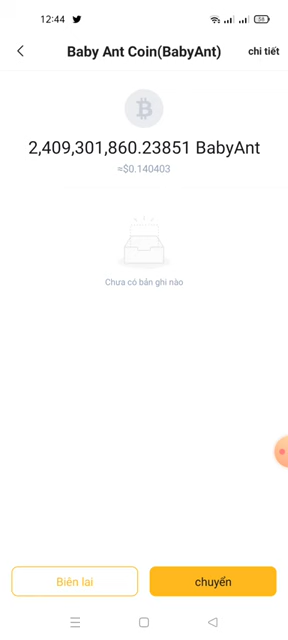 12:44
56
Baby Ant Coin(BabyAnt)
chi tiết
2,409,301,860.23851 BabyAnt
≈$0.140403
Chưa có bản ghi nào
Biên lai
chuyển